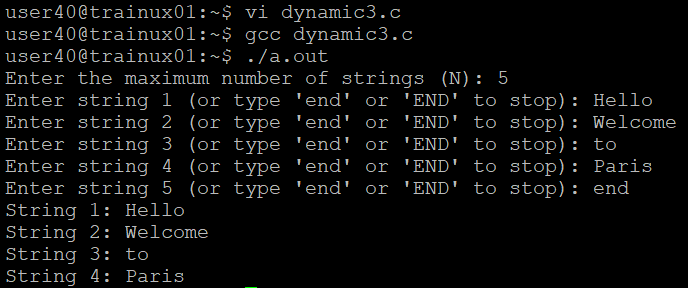 user40@trainux01:~$ vi dynamic3.c
user40@trainux01:~$ gcc dynamic3.c
user40@trainux01:~$ ./a.out
Enter the maximum number of strings (N): 5
Enter string 1 (or type 'end' or 'END' to stop): Hello
Enter string 2 (or type 'end' or 'END' to stop): Welcome
Enter string 3 (or type 'end' or 'END' to stop): to
Enter string 4 (or type 'end' or 'END' to stop): Paris
Enter string 5 (or type 'end' or 'END' to stop): end
String 1: Hello
String 2: Welcome
String 3: to
String 4: Paris